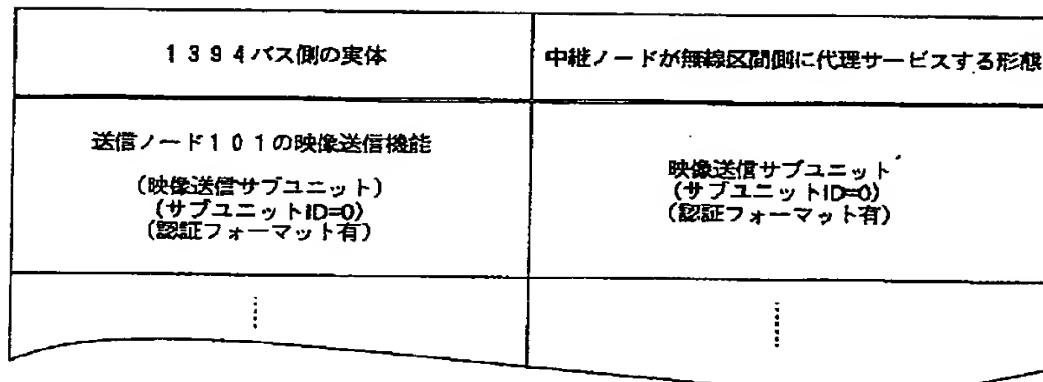 1394バス側の実体
中継ノードが無線区間側に代理サービスする形態
送信ノード101の映像送信機能
(映像送信サブユニット)
(サブユニットID=0)
(認証フォーマット有)
映像送信サブユニット
(サブユニットID=0)
(認証フォーマット有)